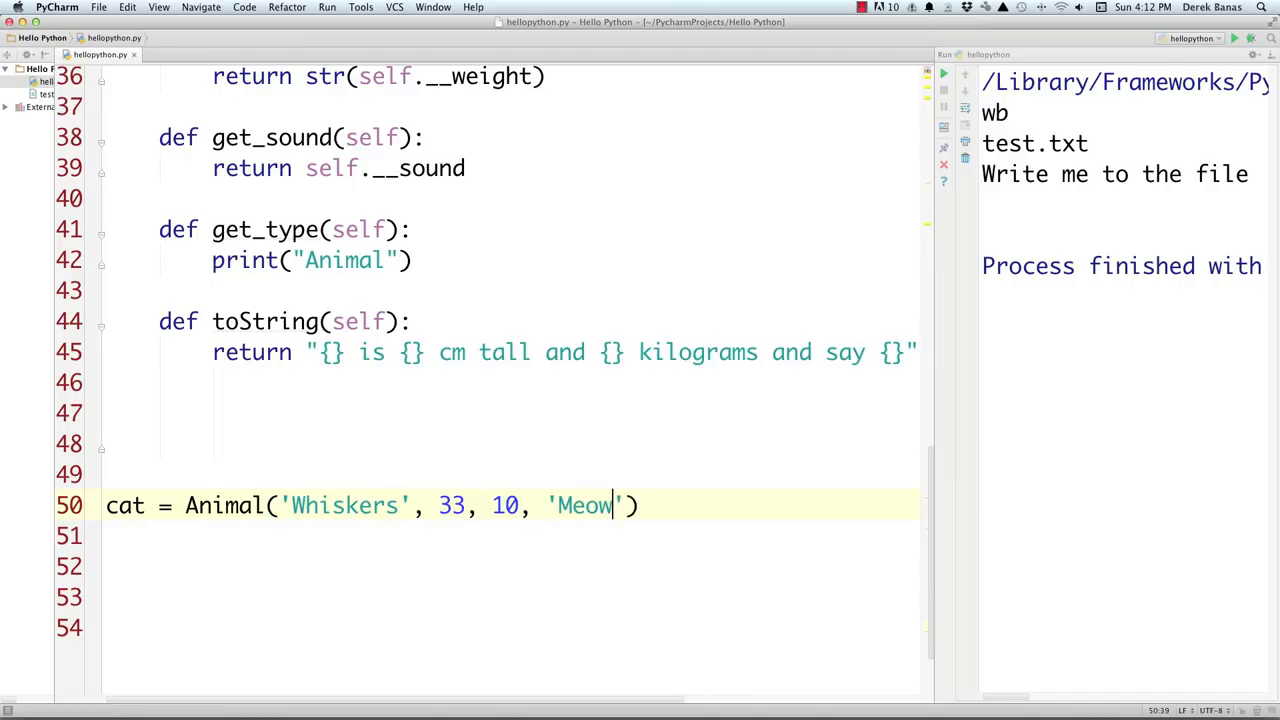 PyCharm File Edit View Navigate Code Refactor Run Tools VCS Window Help 10 Sun 4:12 PM Derek Banas
hellopython.py - Hello Python - [~/PycharmProjects/Hello Python]
Hello Python hellopython.py hellopython
hellopython.py Run hellopython
Hello P
hell
test
Extern
36 return str(self.__weight)
37
38 def get_sound(self):
39 return self.__sound
40
41 def get_type(self):
42 print("Animal")
43
44 def toString(self):
45 return "{} is {} cm tall and {} kilograms and say {}"
46
47
48
49
50 cat = Animal('Whiskers', 33, 10, 'Meow')
51
52
53
54
/Library/Frameworks/Py
wb
test.txt
Write me to the file
Process finished with
50:39 LF UTF-8